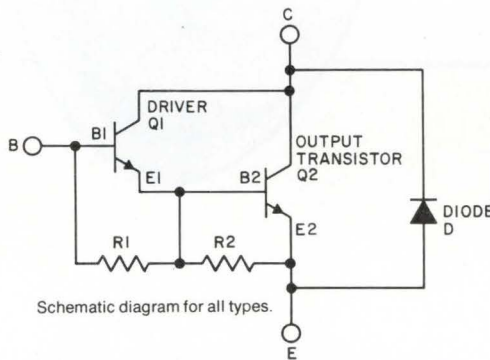 C
DRIVER
Q1
B1
B
E1
OUTPUT
TRANSISTOR
Q2
B2
E2
DIODE
D
R1
R2
Schematic diagram for all types.
E